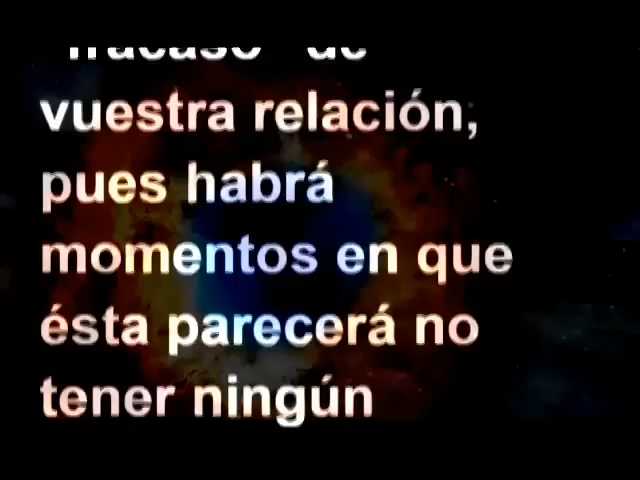 fracaso de
vuestra relación,
pues habrá
momentos en que
ésta parecerá no
tener ningún